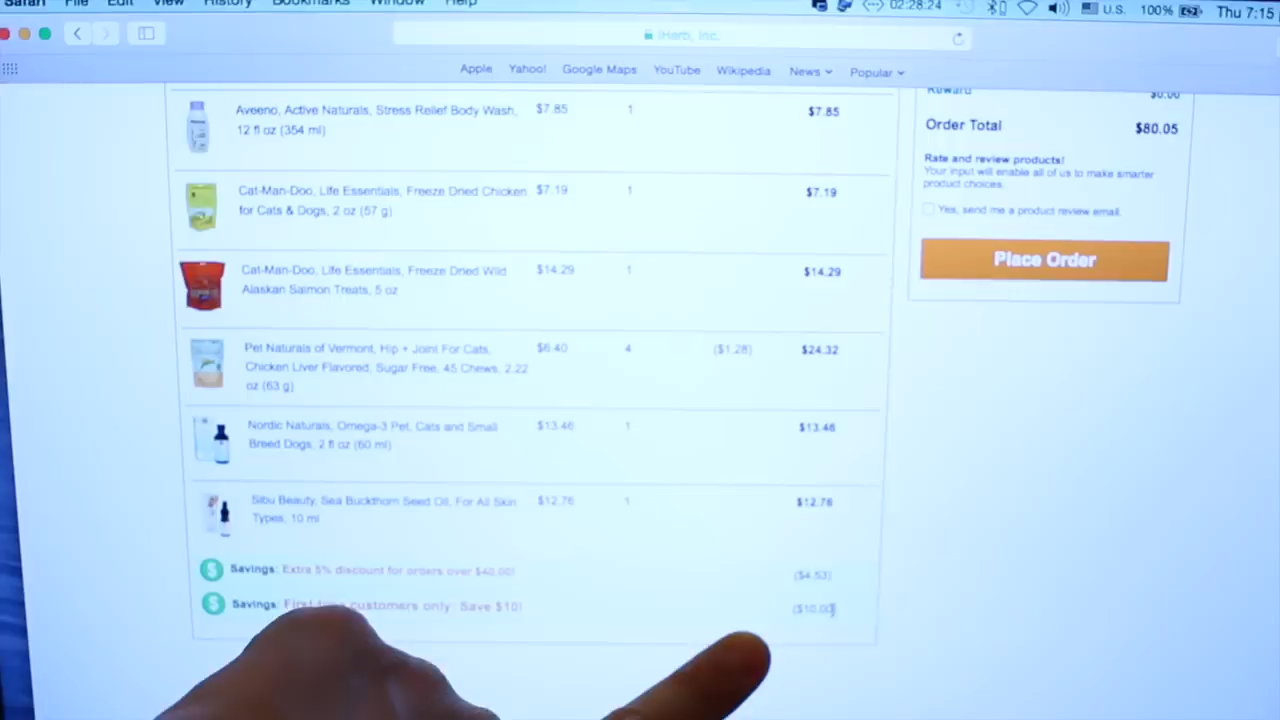 Safari File Edit View History Bookmarks Window Help 02:28:24 U.S. 100% Thu 7:15
iHerb, Inc.
Apple Yahoo! Google Maps YouTube Wikipedia News Popular
Aveeno, Active Naturals, Stress Relief Body Wash, $7.85 1 $7.85
12 fl oz (354 ml)
Cat-Man-Doo, Life Essentials, Freeze Dried Chicken $7.19 1 $7.19
for Cats & Dogs, 2 oz (57 g)
Cat-Man-Doo, Life Essentials, Freeze Dried Wild $14.29 1 $14.29
Alaskan Salmon Treats, 5 oz
Pet Naturals of Vermont, Hip + Joint For Cats, $6.40 4 ($1.28) $24.32
Chicken Liver Flavored, Sugar Free, 45 Chews, 2.22
oz (63 g)
Nordic Naturals, Omega-3 Pet, Cats and Small $13.46 1 $13.46
Breed Dogs, 2 fl oz (60 ml)
Sibu Beauty, Sea Buckthorn Seed Oil, For All Skin $12.76 1 $12.76
Types, 10 ml
Savings: Extra 5% discount for orders over $40.00! ($4.53)
Savings: customers only: Save $10! ($10.00)
Reward $0.00
Order Total $80.05
Rate and review products!
Your input will enable all of us to make smarter
product choices.
Yes, send me a product review email.
Place Order